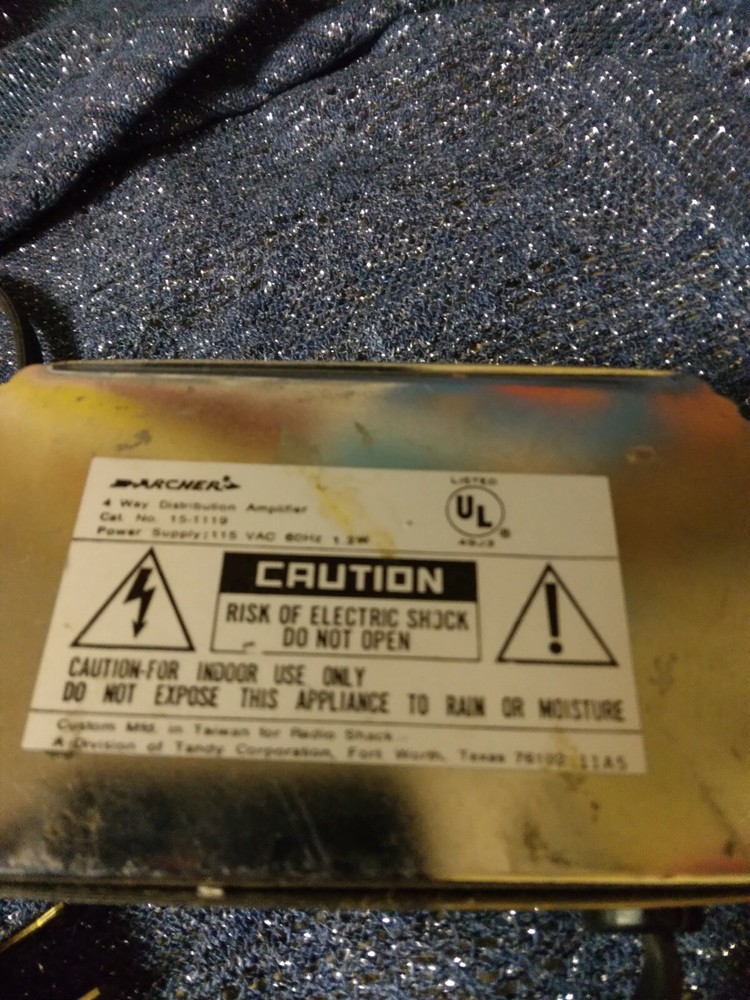 ARCHER
4 Way Distribution Amplifier
Cat. No. 15-1119
Power Supply:115 VAC 60Hz 1.2W
LISTED
UL®
49J3
CAUTION
RISK OF ELECTRIC SHOCK
DO NOT OPEN
CAUTION-FOR INDOOR USE ONLY
DO NOT EXPOSE THIS APPLIANCE TO RAIN OR MOISTURE
Custom Mfd. in Taiwan for Radio Shack
A Division of Tandy Corporation, Fort Worth, Texas 76102 11A5